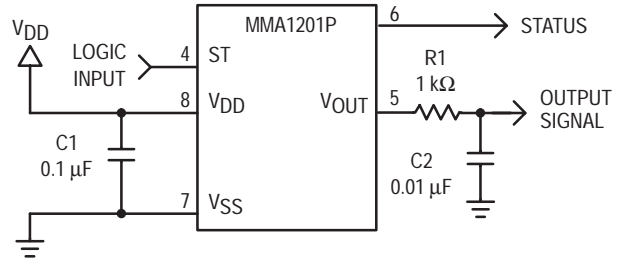 VDD
LOGIC
INPUT
4
ST
8
VDD
C1
0.1 μF
7
VSS
MMA1201P
6
STATUS
VOUT
5
R1
1 kΩ
OUTPUT
SIGNAL
C2
0.01 μF